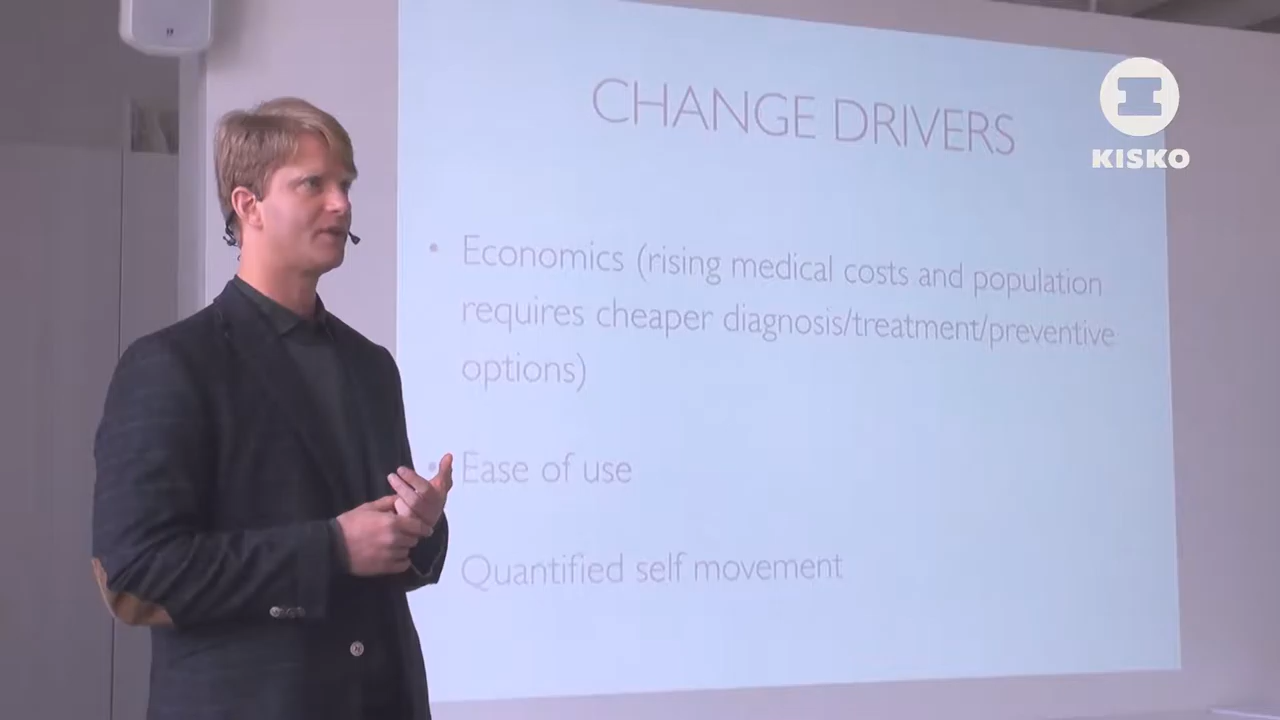 CHANGE DRIVERS
KISKO
• Economics (rising medical costs and population
requires cheaper diagnosis/treatment/preventive
options)
• Ease of use
Quantified self movement